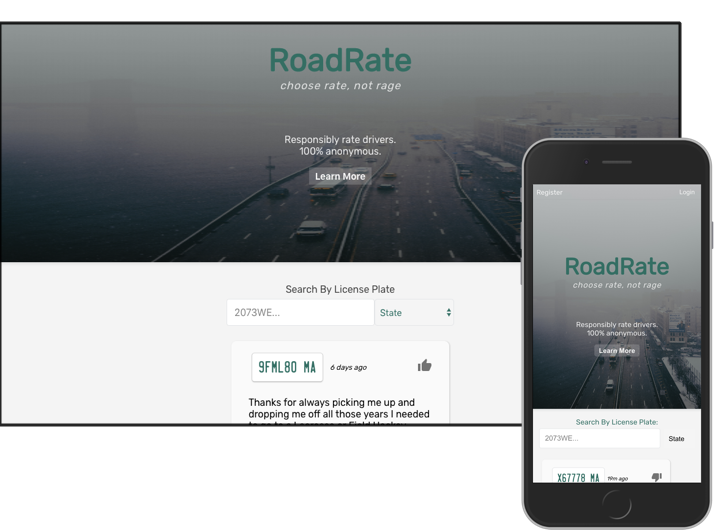 RoadRate
choose rate, not rage
Responsibly rate drivers.
100% anonymous.
Learn More
Search By License Plate
2073WE...
State
9FML80 MA
6 days ago
Thanks for always picking me up and
dropping me off all those years I needed
Register
Login
RoadRate
choose rate, not rage
Responsibly rate drivers.
100% anonymous.
Learn More
Search By License Plate:
2073WE...
State
X67778 MA
19m ago